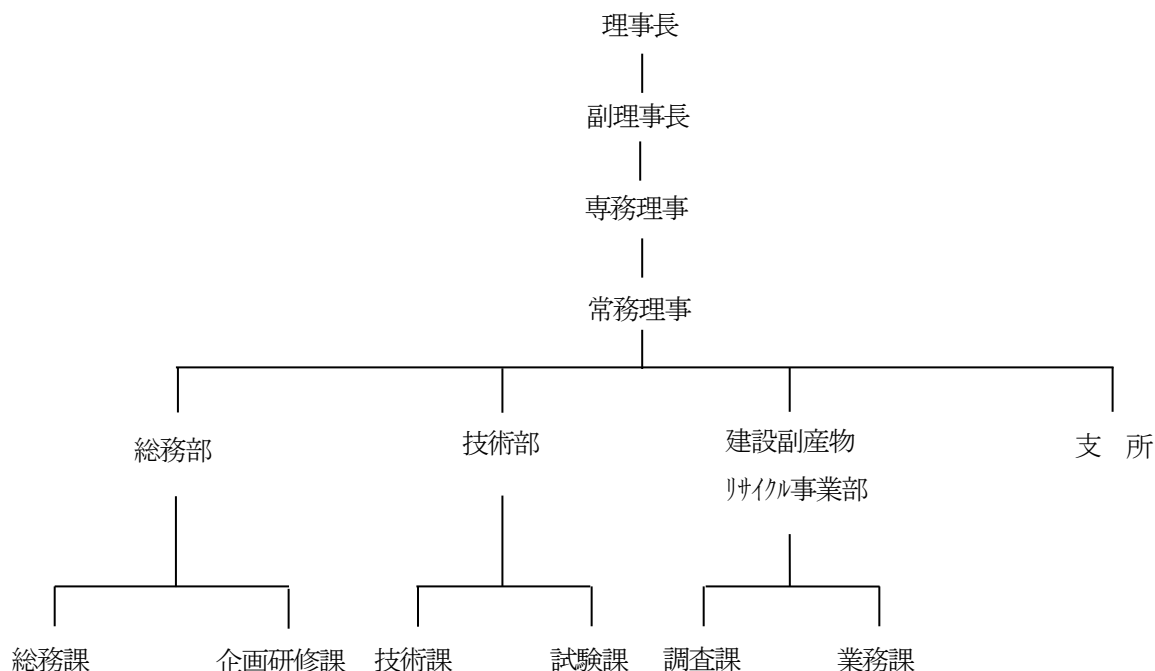 理事長
副理事長
専務理事
常務理事
総務部
技術部
建設副産物
ﾘｻｲｸﾙ事業部
支　所
総務課
企画研修課
技術課
試験課
調査課
業務課